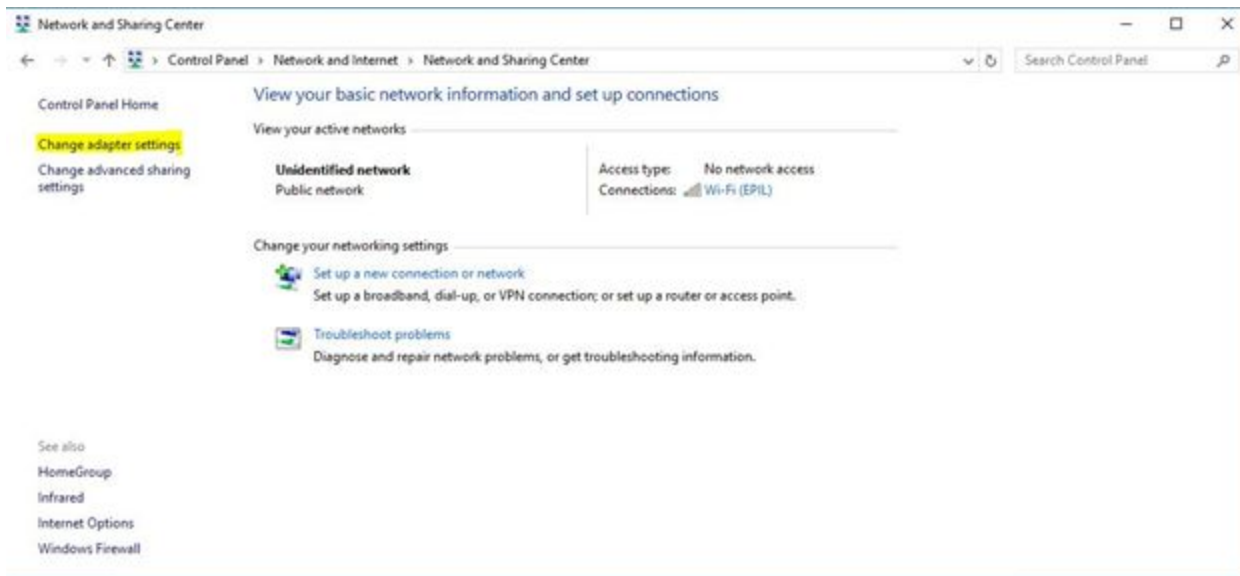 Network and Sharing Center
Control Panel › Network and Internet › Network and Sharing Center
Search Control Panel
Control Panel Home
Change adapter settings
Change advanced sharing
settings
View your basic network information and set up connections
View your active networks
Unidentified network
Public network
Access type: No network access
Connections: Wi-Fi (EPIL)
Change your networking settings
Set up a new connection or network
Set up a broadband, dial-up, or VPN connection; or set up a router or access point.
Troubleshoot problems
Diagnose and repair network problems, or get troubleshooting information.
See also
HomeGroup
Infrared
Internet Options
Windows Firewall